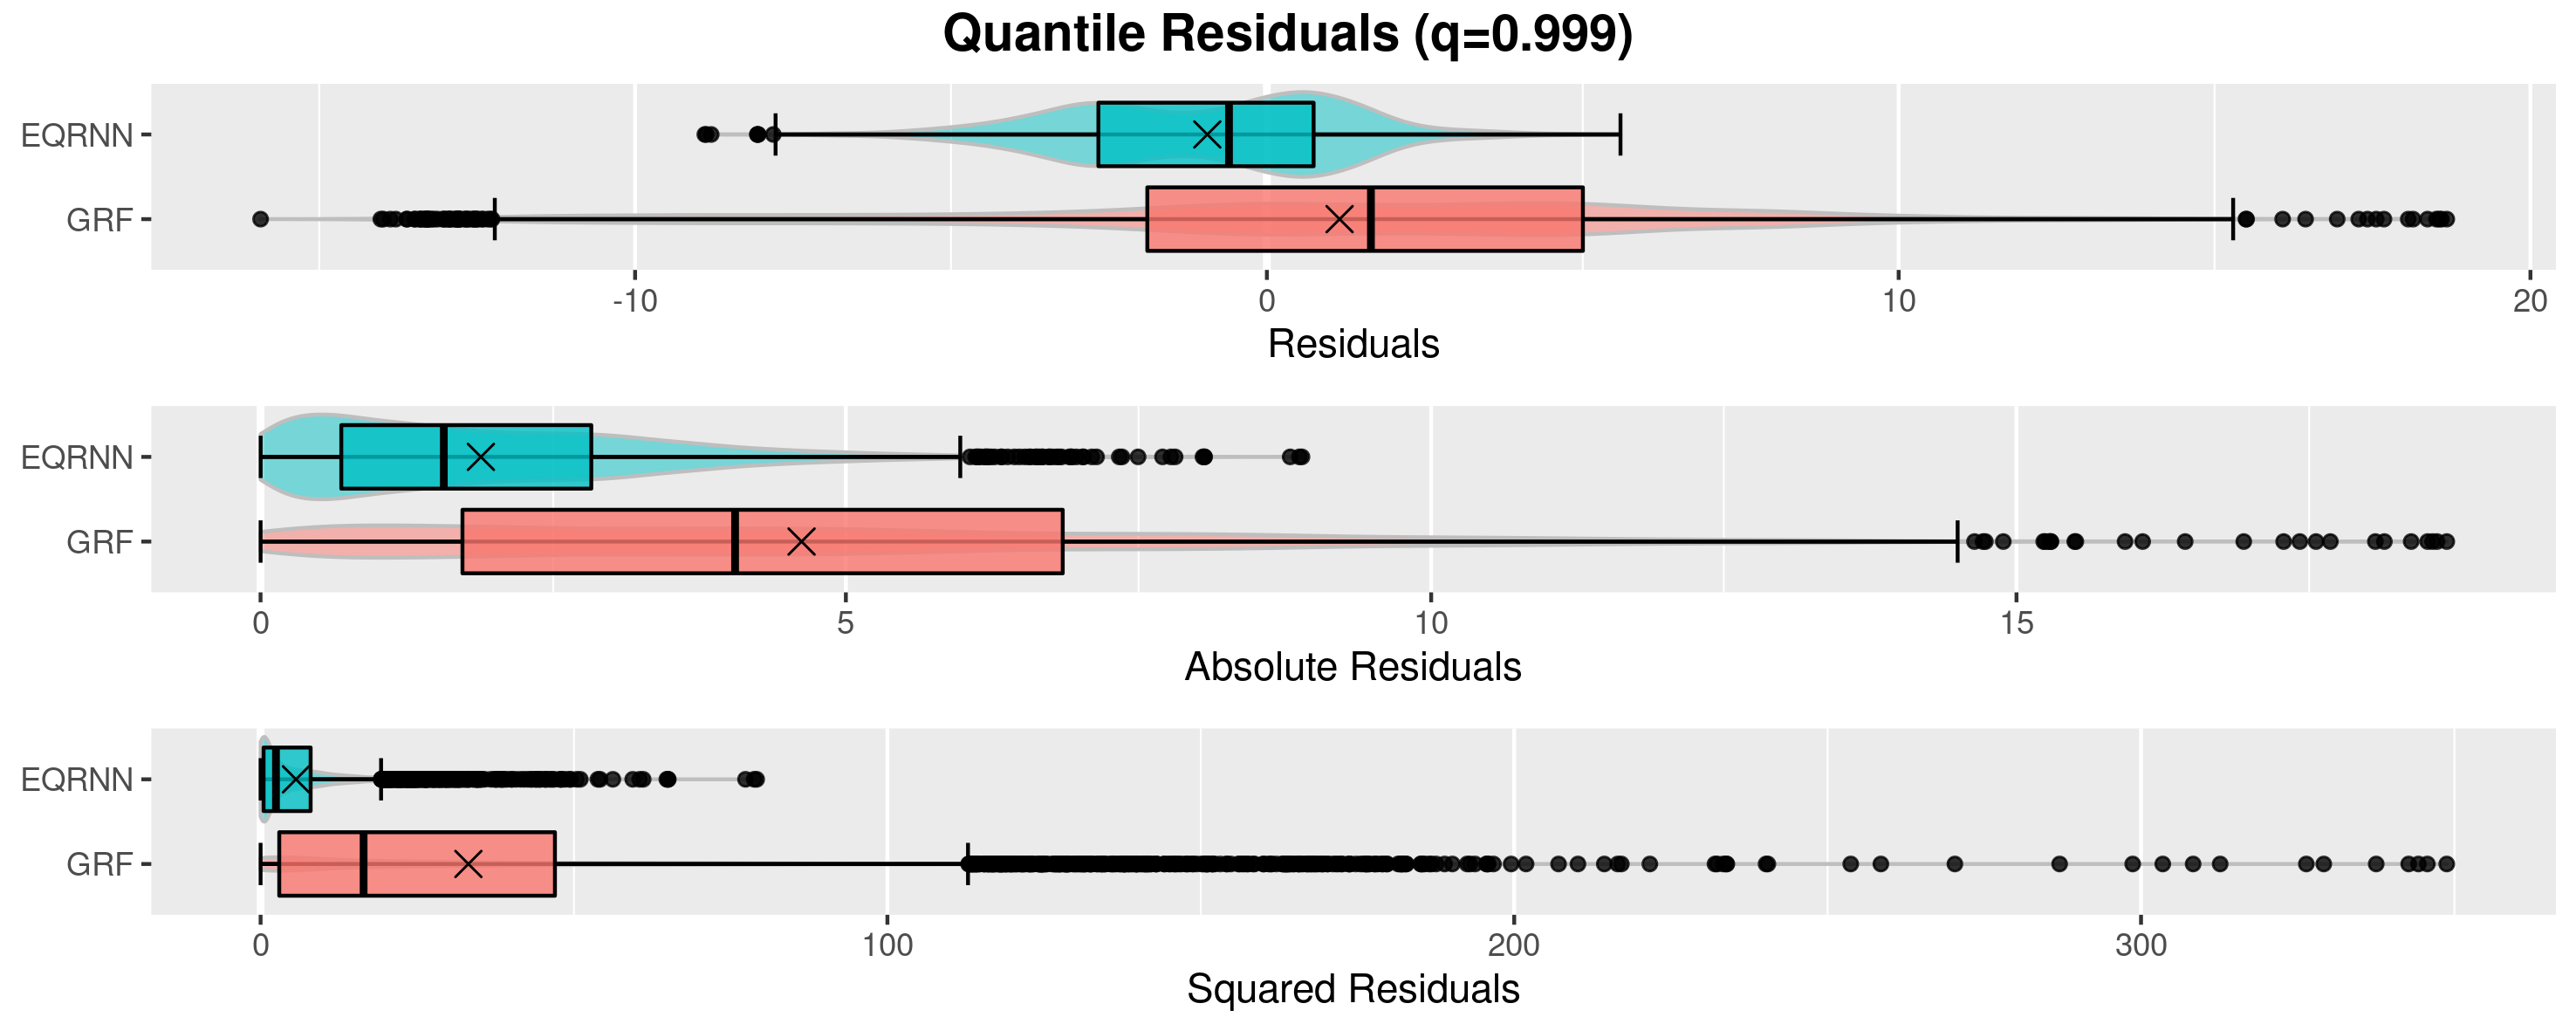 Quantile Residuals (q=0.999)
EQRNN
GRF
-10 0 10 20
Residuals
EQRNN
GRF
0 5 10 15
Absolute Residuals
EQRNN
GRF
0 100 200 300
Squared Residuals